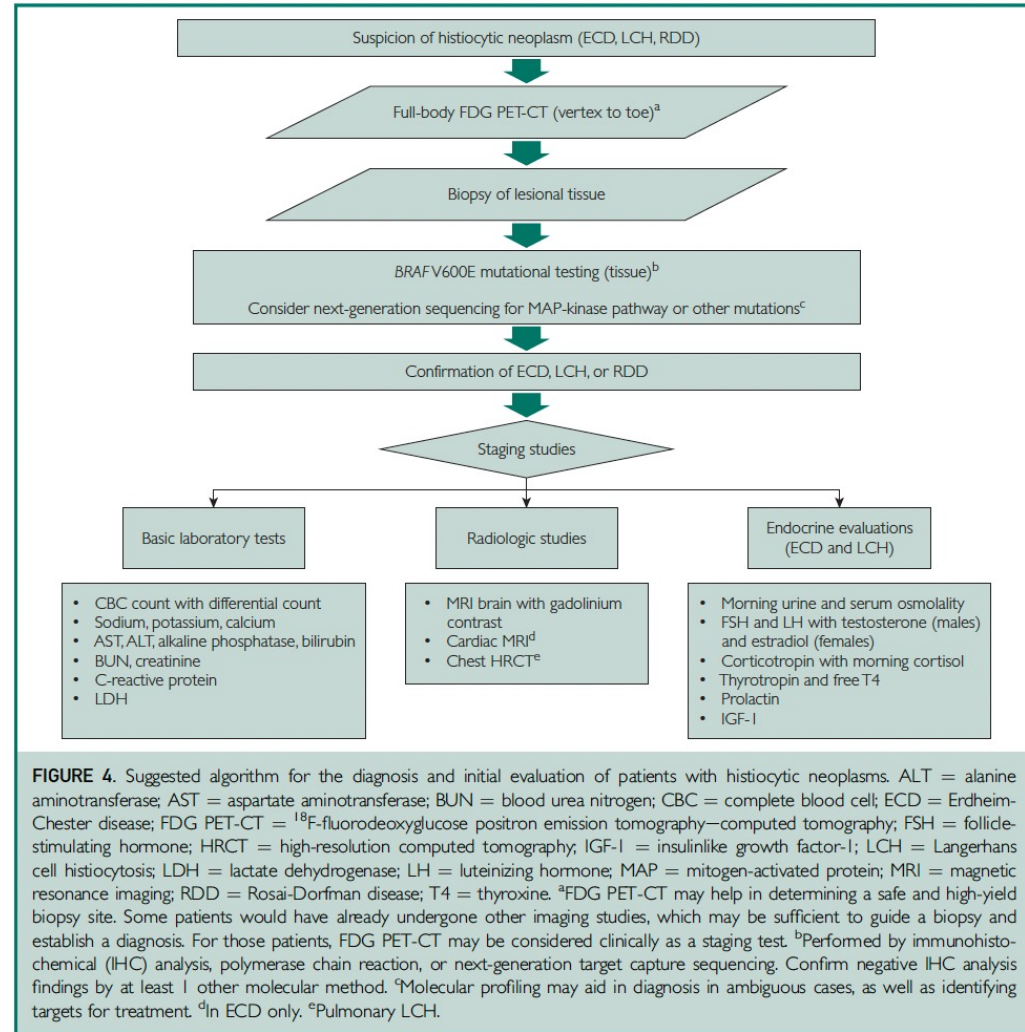 Suspicion of histiocytic neoplasm (ECD, LCH, RDD)
Full-body FDG PET-CT (vertex to toe)a
Biopsy of lesional tissue
BRAF V600E mutational testing (tissue)b
Consider next-generation sequencing for MAP-kinase pathway or other mutationsc
Confirmation of ECD, LCH, or RDD
Staging studies
Basic laboratory tests
• CBC count with differential count
• Sodium, potassium, calcium
• AST, ALT, alkaline phosphatase, bilirubin
• BUN, creatinine
• C-reactive protein
• LDH
Radiologic studies
• MRI brain with gadolinium
contrast
• Cardiac MRId
• Chest HRCTe
Endocrine evaluations
(ECD and LCH)
• Morning urine and serum osmolality
• FSH and LH with testosterone (males)
and estradiol (females)
• Corticotropin with morning cortisol
• Thyrotropin and free T4
• Prolactin
• IGF-1
FIGURE 4. Suggested algorithm for the diagnosis and initial evaluation of patients with histiocytic neoplasms. ALT = alanine
aminotransferase; AST = aspartate aminotransferase; BUN = blood urea nitrogen; CBC = complete blood cell; ECD = Erdheim-
Chester disease; FDG PET-CT = 18F-fluorodeoxyglucose positron emission tomography–computed tomography; FSH = follicle-
stimulating hormone; HRCT = high-resolution computed tomography; IGF-1 = insulinlike growth factor-1; LCH = Langerhans
cell histiocytosis; LDH = lactate dehydrogenase; LH = luteinizing hormone; MAP = mitogen-activated protein; MRI = magnetic
resonance imaging; RDD = Rosai-Dorfman disease; T4 = thyroxine. aFDG PET-CT may help in determining a safe and high-yield
biopsy site. Some patients would have already undergone other imaging studies, which may be sufficient to guide a biopsy and
establish a diagnosis. For those patients, FDG PET-CT may be considered clinically as a staging test. bPerformed by immunohisto-
chemical (IHC) analysis, polymerase chain reaction, or next-generation target capture sequencing. Confirm negative IHC analysis
findings by at least 1 other molecular method. cMolecular profiling may aid in diagnosis in ambiguous cases, as well as identifying
targets for treatment. dIn ECD only. ePulmonary LCH.